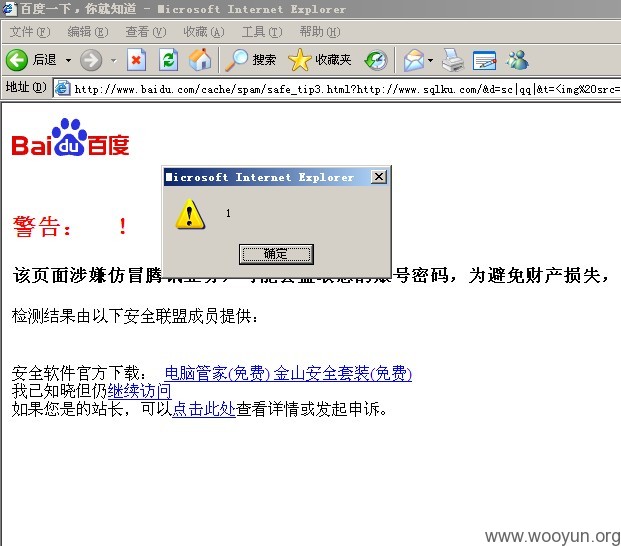 百度一下，你就知道 - Microsoft Internet Explorer
文件(F) 编辑(E) 查看(V) 收藏(A) 工具(T) 帮助(H)
后退 搜索 收藏夹
地址(D) http://www.baidu.com/cache/spam/safe_tip3.html?http://www.sqlku.com/&d=sc|qq|&t=<img%20src=
Bai du 百度
Microsoft Internet Explorer
1
确定
警告： ！
该页面涉嫌仿冒腾讯 账号密码，为避免财产损失，
检测结果由以下安全联盟成员提供：
安全软件官方下载： 电脑管家(免费) 金山安全套装(免费)
我已知晓但仍继续访问
如果您是的站长，可以点击此处查看详情或发起申诉。
www.wooyun.org